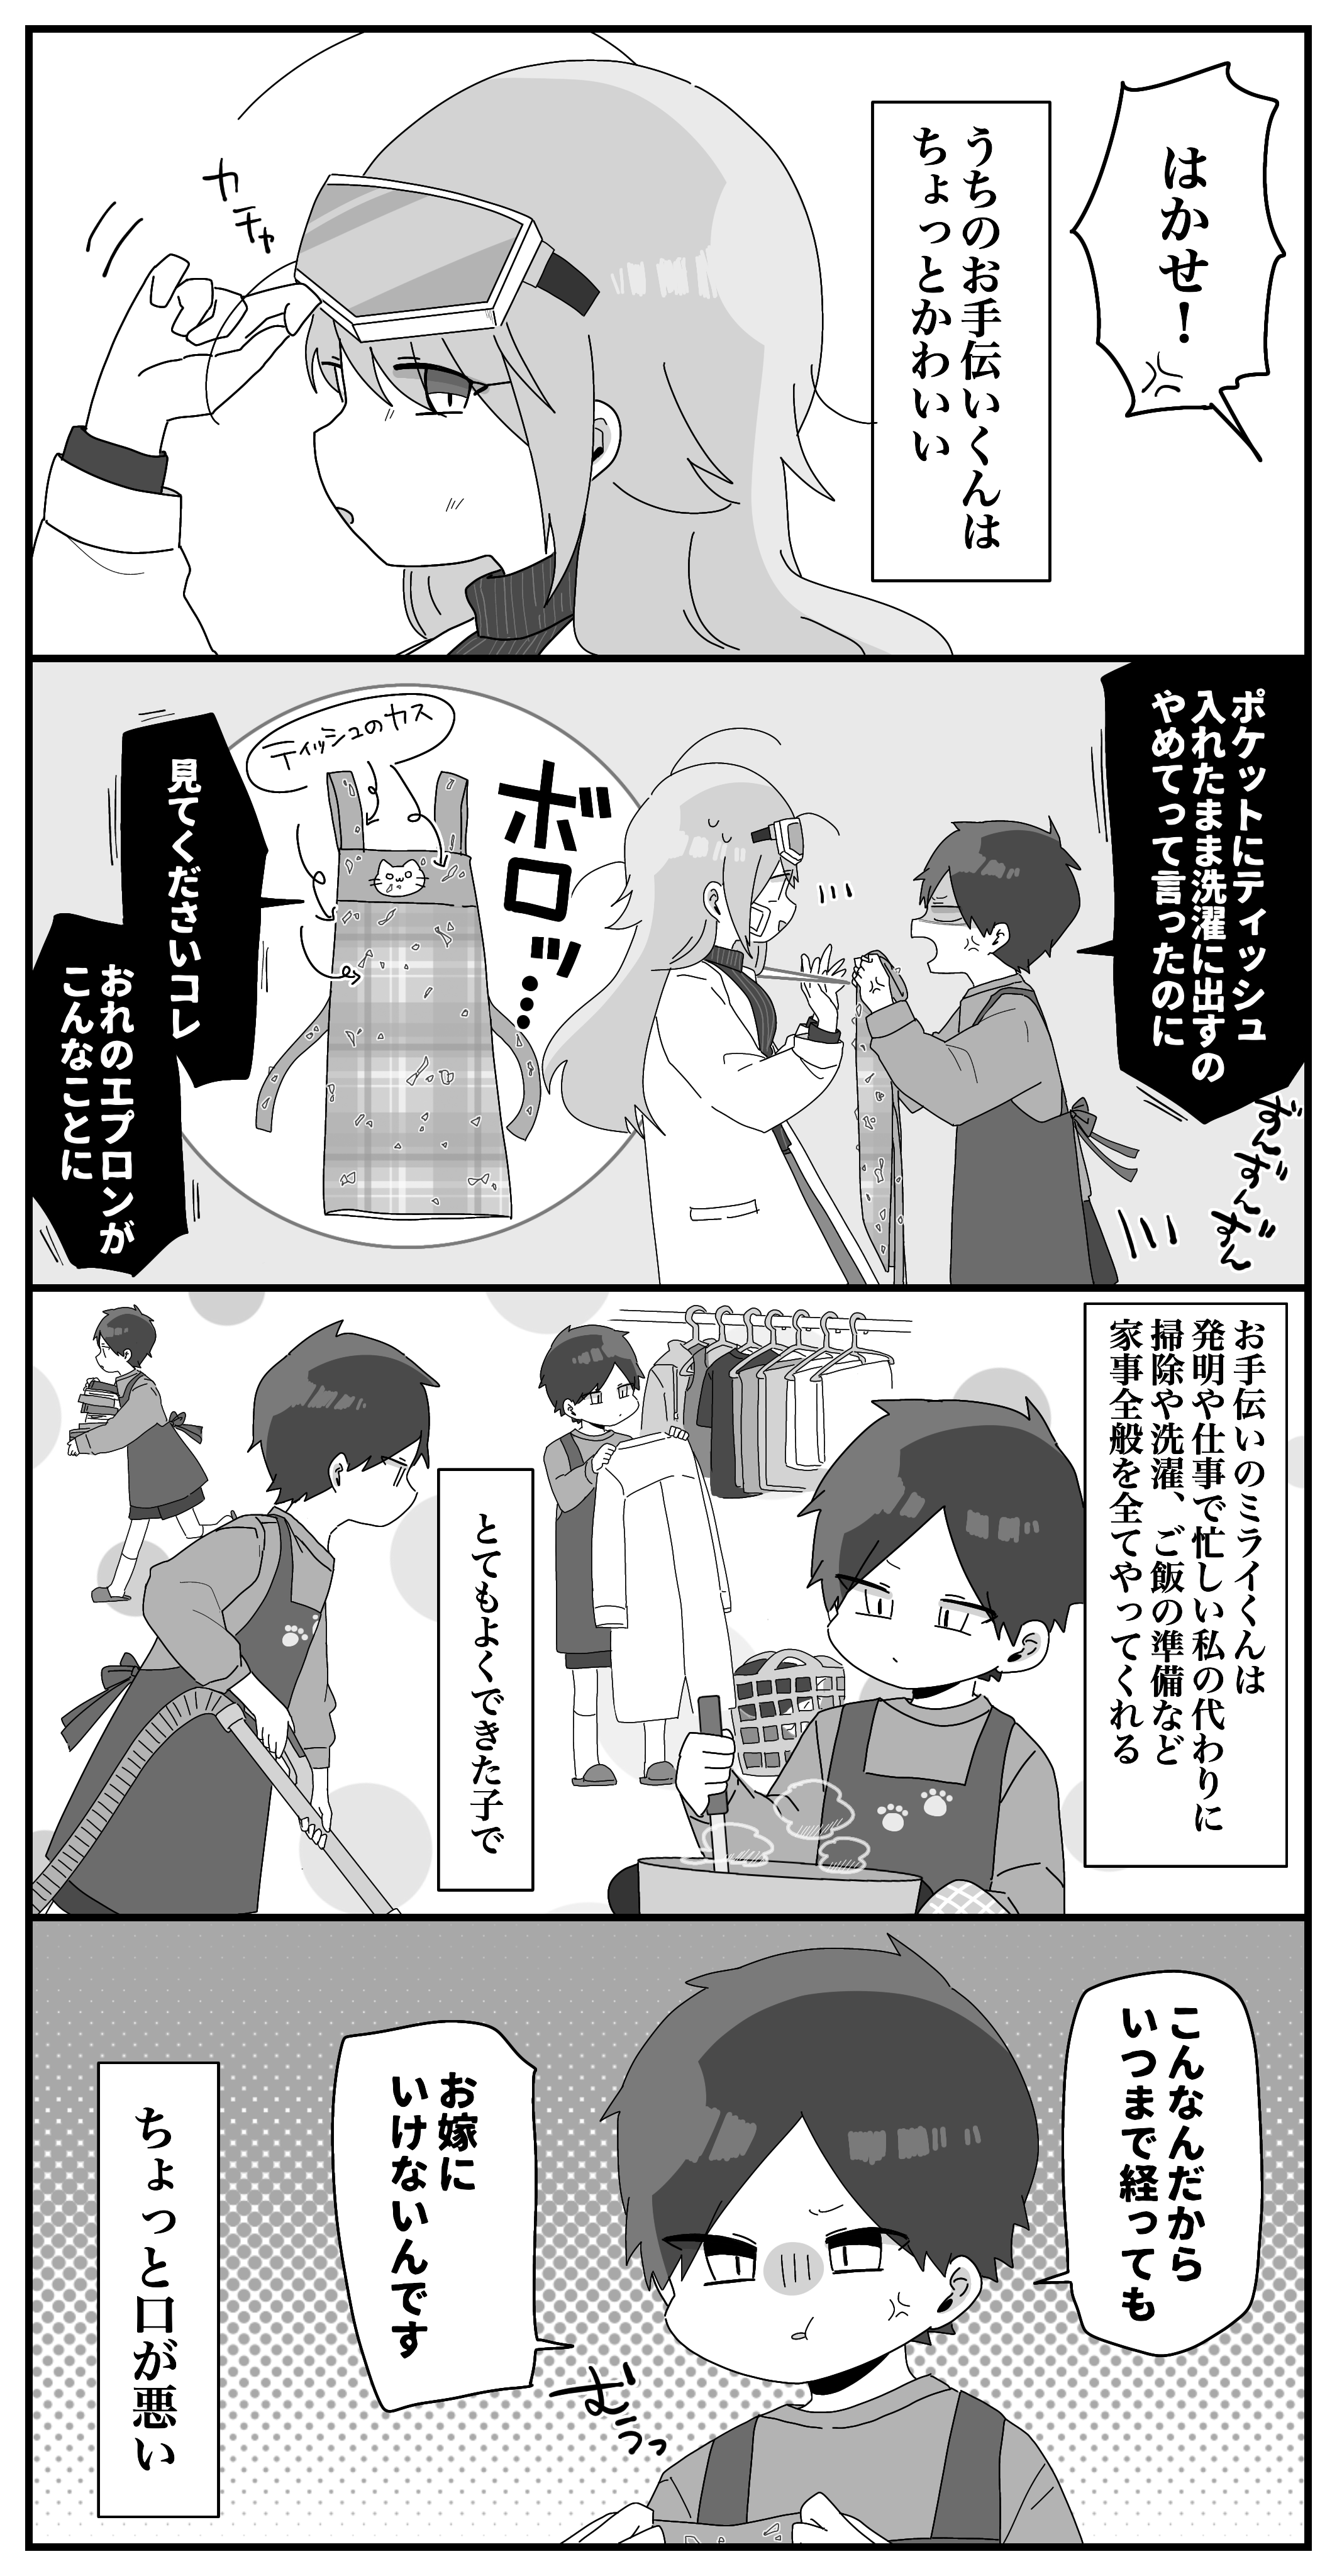 はかせ！
うちのお手伝いくんは
ちょっとかわいい
カチャ
ポケットにティッシュ
入れたまま洗濯に出すの
やめてって言ったのに
ずんずんずん
ボロッ…
ティッシュのカス
見てくださいコレ
おれのエプロンが
こんなことに
お手伝いのミライくんは
発明や仕事で忙しい私の代わりに
掃除や洗濯、ご飯の準備など
家事全般を全てやってくれる
とてもよくできた子で
こんなんだから
いつまで経っても
お嫁に
いけないんです
むうっ
ちょっと口が悪い